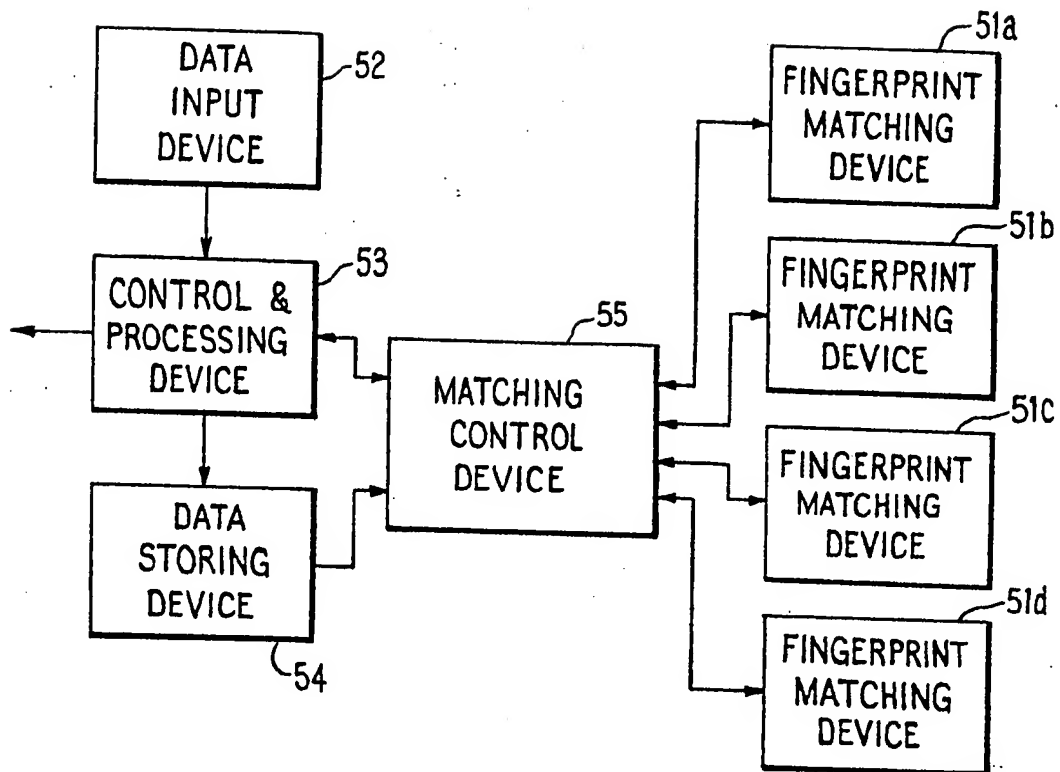 DATA
INPUT
DEVICE
52
CONTROL &
PROCESSING
DEVICE
53
DATA
STORING
DEVICE
54
MATCHING
CONTROL
DEVICE
55
FINGERPRINT
MATCHING
DEVICE
51a
FINGERPRINT
MATCHING
DEVICE
51b
FINGERPRINT
MATCHING
DEVICE
51c
FINGERPRINT
MATCHING
DEVICE
51d